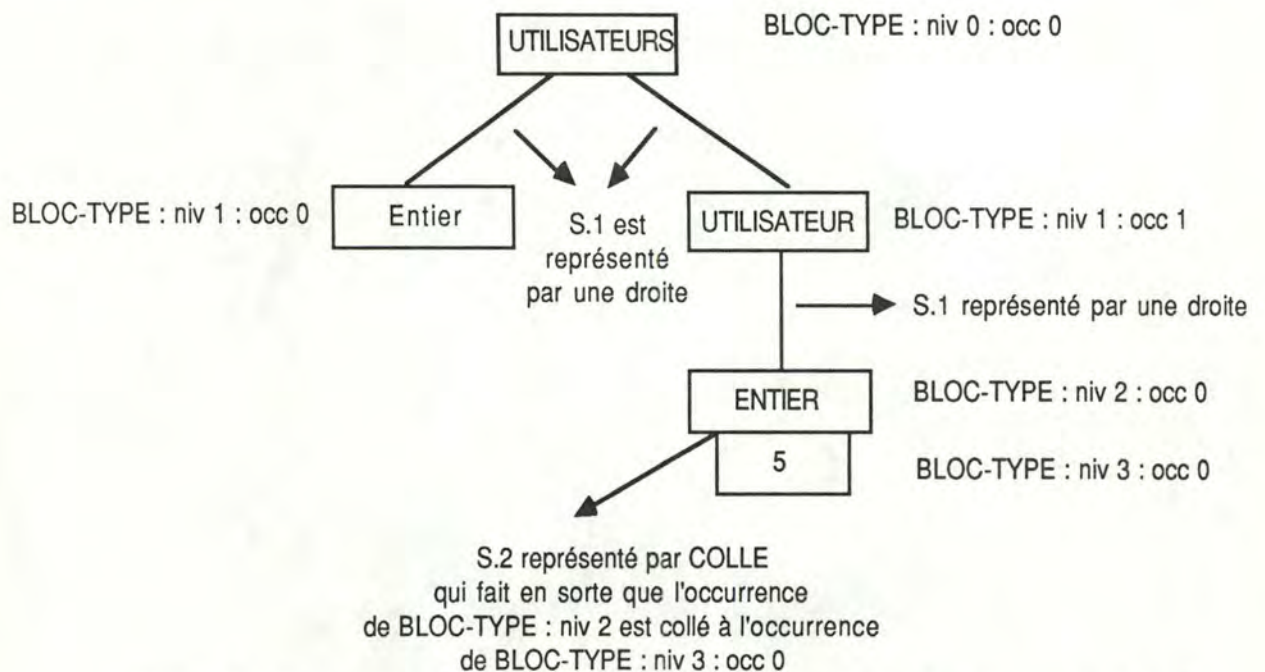 UTILISATEURS
BLOC-TYPE : niv 0 : occ 0
BLOC-TYPE : niv 1 : occ 0
Entier
S.1 est
représenté
par une droite
UTILISATEUR
BLOC-TYPE : niv 1 : occ 1
S.1 représenté par une droite
ENTIER
BLOC-TYPE : niv 2 : occ 0
5
BLOC-TYPE : niv 3 : occ 0
S.2 représenté par COLLE
qui fait en sorte que l'occurrence
de BLOC-TYPE : niv 2 est collé à l'occurrence
de BLOC-TYPE : niv 3 : occ 0